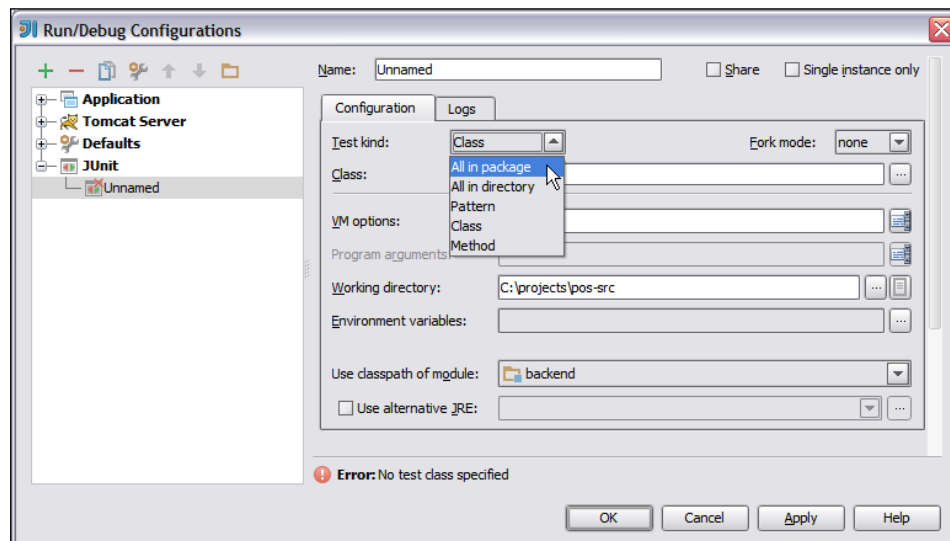 Run/Debug Configurations
Name: Unnamed Share Single instance only
Application
Tomcat Server
Defaults
JUnit
Unnamed
Configuration Logs
Test kind: Class Fork mode: none
All in package
All in directory
Pattern
Class
Method
Class:
VM options:
Program arguments:
Working directory: C:\projects\pos-src
Environment variables:
Use classpath of module: backend
Use alternative JRE:
Error: No test class specified
OK Cancel Apply Help